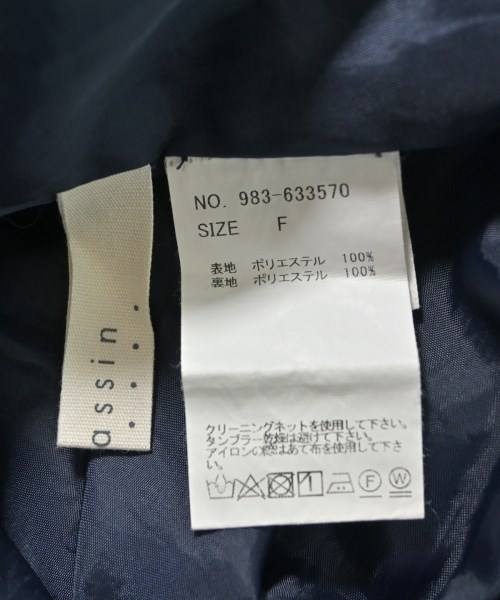 NO. 983-633570
SIZE F
表地 ポリエステル 100%
裏地 ポリエステル 100%
クリーニングネットを使用して下さい。
タンブラー乾燥は避けて下さい。
アイロンの際はあて布を使用して下さ
い。
F W
assin.